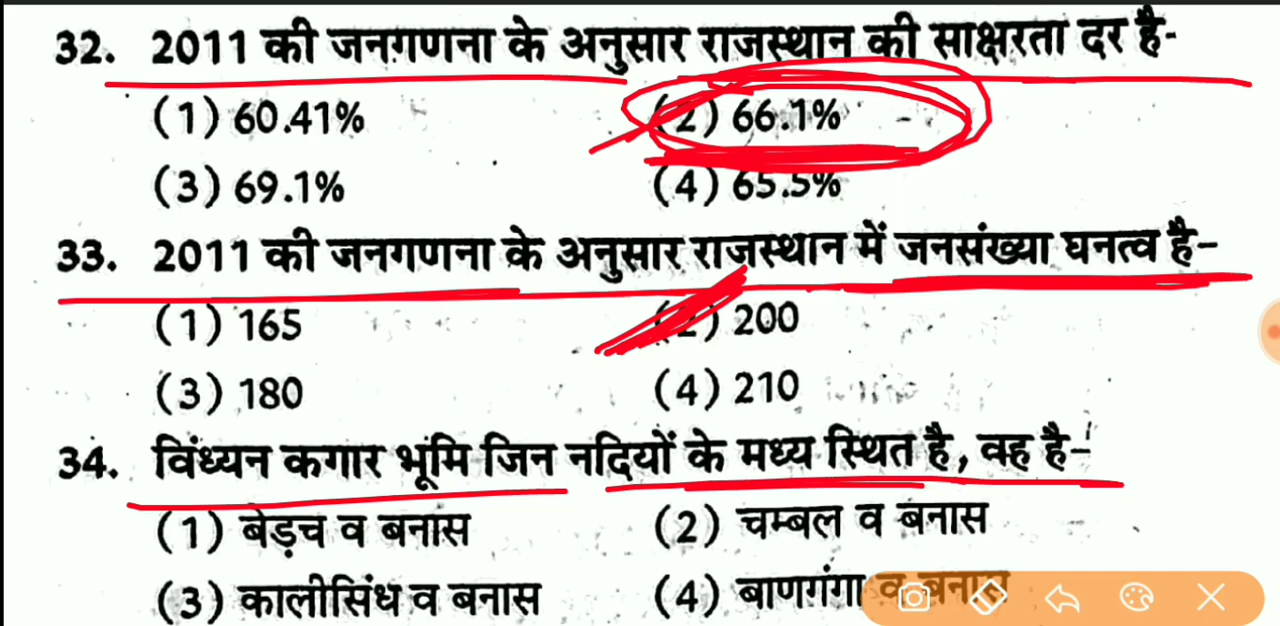 32. 2011 की जनगणना के अनुसार राजस्थान की साक्षरता दर है-
(1) 60.41% (2) 66.1%
(3) 69.1% (4) 65.5%
33. 2011 की जनगणना के अनुसार राजस्थान में जनसंख्या घनत्व है-
(1) 165 (2) 200
(3) 180 (4) 210
34. विंध्यन कगार भूमि जिन नदियों के मध्य स्थित है, वह है-
(1) बेड़च व बनास (2) चम्बल व बनास
(3) कालीसिंध व बनास (4) बाणगंगा व बनास